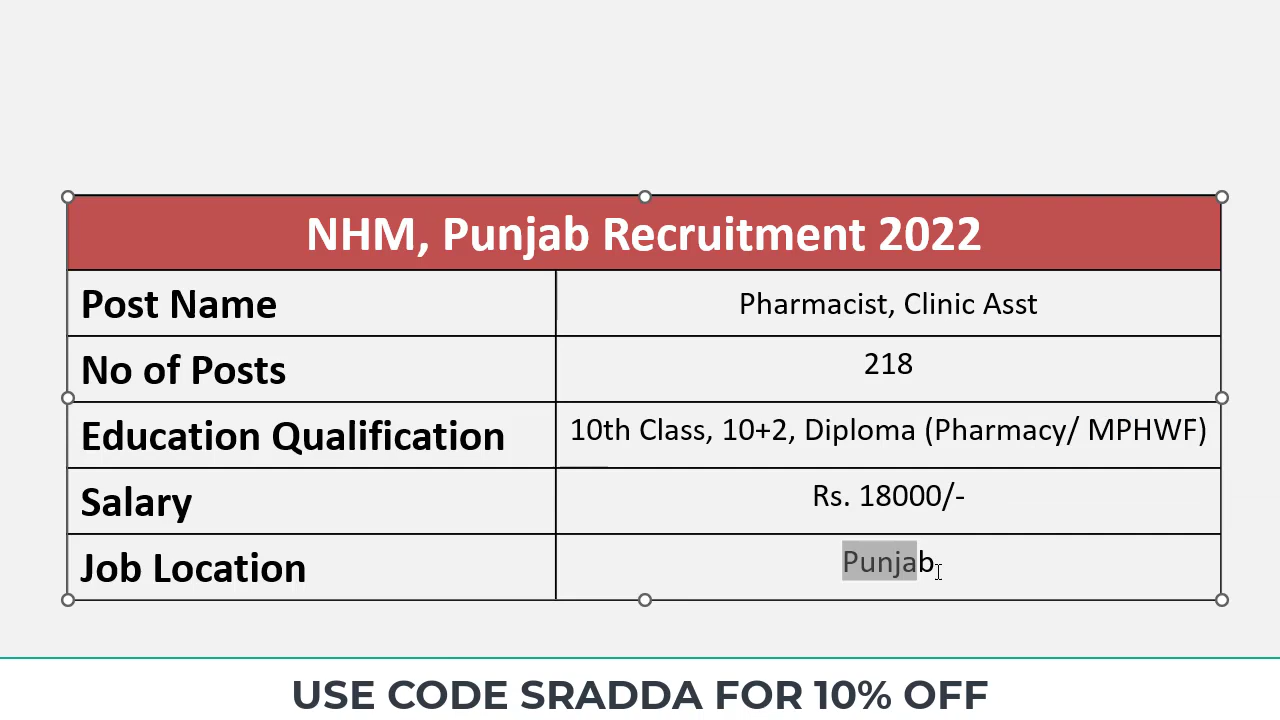 NHM, Punjab Recruitment 2022
Post Name Pharmacist, Clinic Asst
No of Posts 218
Education Qualification 10th Class, 10+2, Diploma (Pharmacy/ MPHWF)
Salary Rs. 18000/-
Job Location Punjab
USE CODE SRADDA FOR 10% OFF